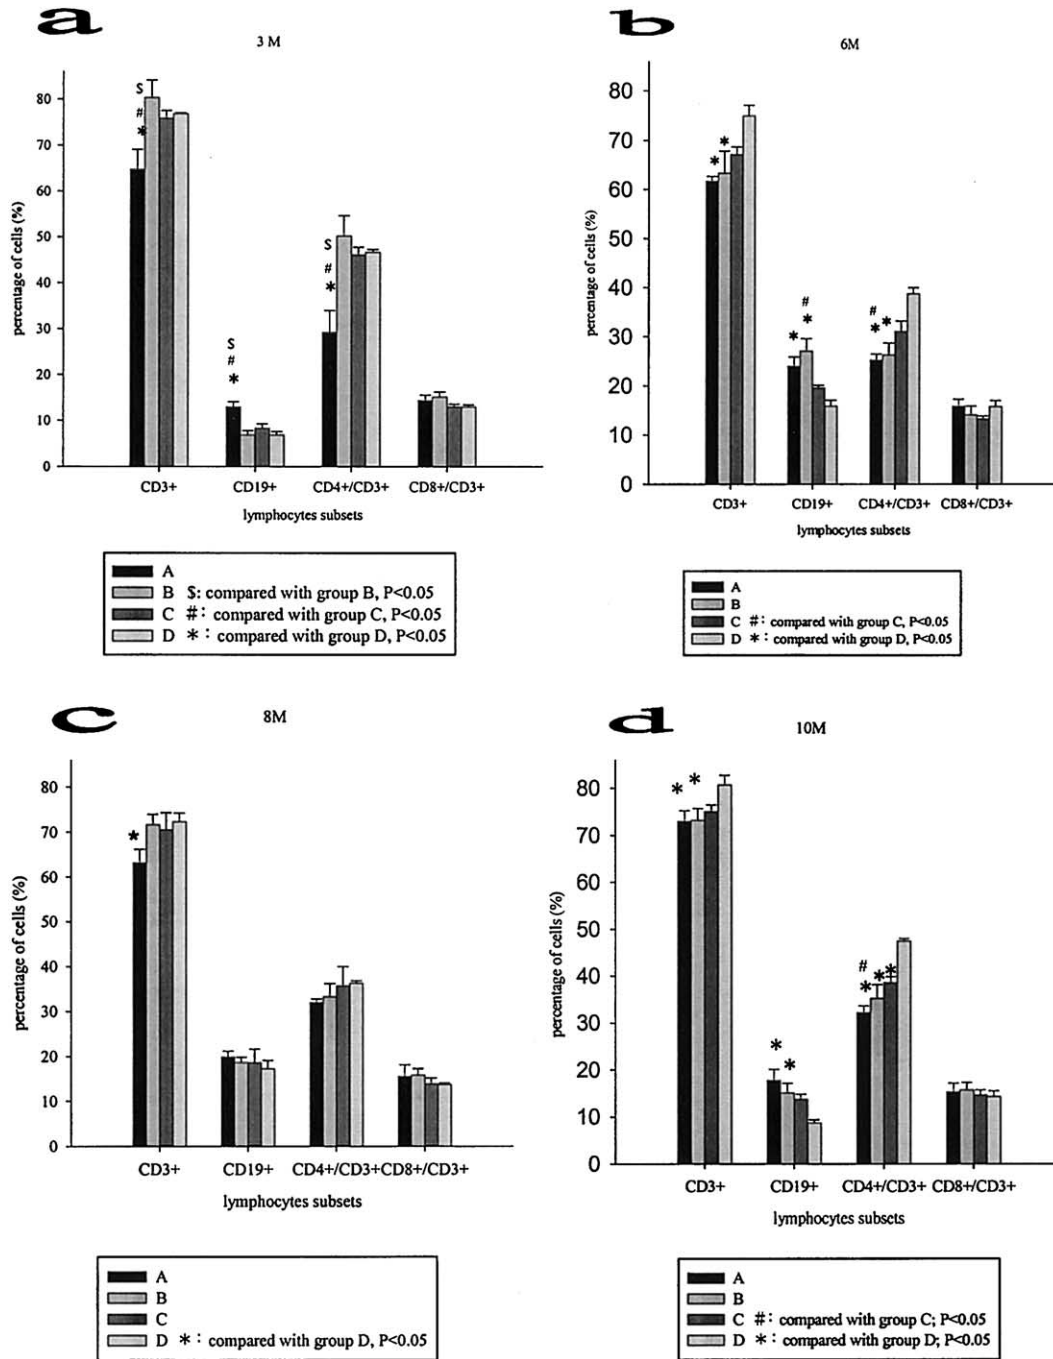 a
3 M
$
#
*
$
#
*
$
#
*
80
70
60
50
40
30
20
10
0
percentage of cells (%)
CD3+ CD19+ CD4+/CD3+ CD8+/CD3+
lymphocytes subsets
A
B $: compared with group B, P<0.05
C #: compared with group C, P<0.05
D *: compared with group D, P<0.05
b
6M
* *
#
* *
#
* *
80
70
60
50
40
30
20
10
0
percentage of cells (%)
CD3+ CD19+ CD4+/CD3+ CD8+/CD3+
lymphocytes subsets
A
B
C #: compared with group C, P<0.05
D *: compared with group D, P<0.05
c
8M
*
80
70
60
50
40
30
20
10
0
percentage of cells (%)
CD3+ CD19+ CD4+/CD3+ CD8+/CD3+
lymphocytes subsets
A
B
C
D *: compared with group D, P<0.05
d
10M
* *
* *
#
* * *
80
70
60
50
40
30
20
10
0
percentage of cells (%)
CD3+ CD19+ CD4+/CD3+ CD8+/CD3+
lymphocytes subsets
A
B
C #: compared with group C; P<0.05
D *: compared with group D; P<0.05